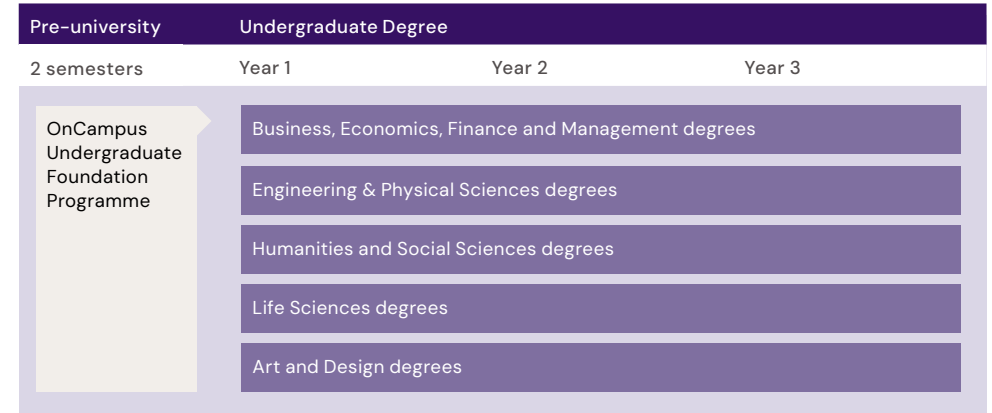 Pre-university
Undergraduate Degree
2 semesters
Year 1
Year 2
Year 3
OnCampus
Undergraduate
Foundation
Programme
Business, Economics, Finance and Management degrees
Engineering & Physical Sciences degrees
Humanities and Social Sciences degrees
Life Sciences degrees
Art and Design degrees